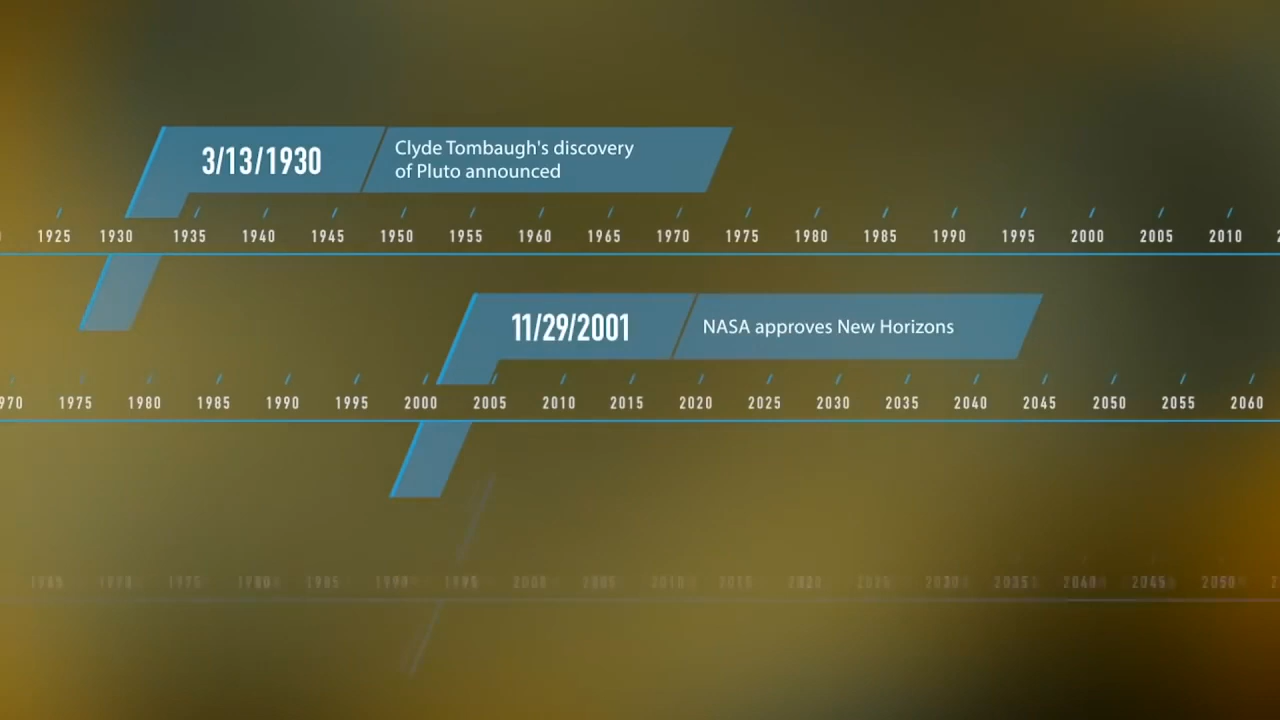 3/13/1930
Clyde Tombaugh's discovery
of Pluto announced
1925 1930 1935 1940 1945 1950 1955 1960 1965 1970 1975 1980 1985 1990 1995 2000 2005 2010
11/29/2001
NASA approves New Horizons
970 1975 1980 1985 1990 1995 2000 2005 2010 2015 2020 2025 2030 2035 2040 2045 2050 2055 2060